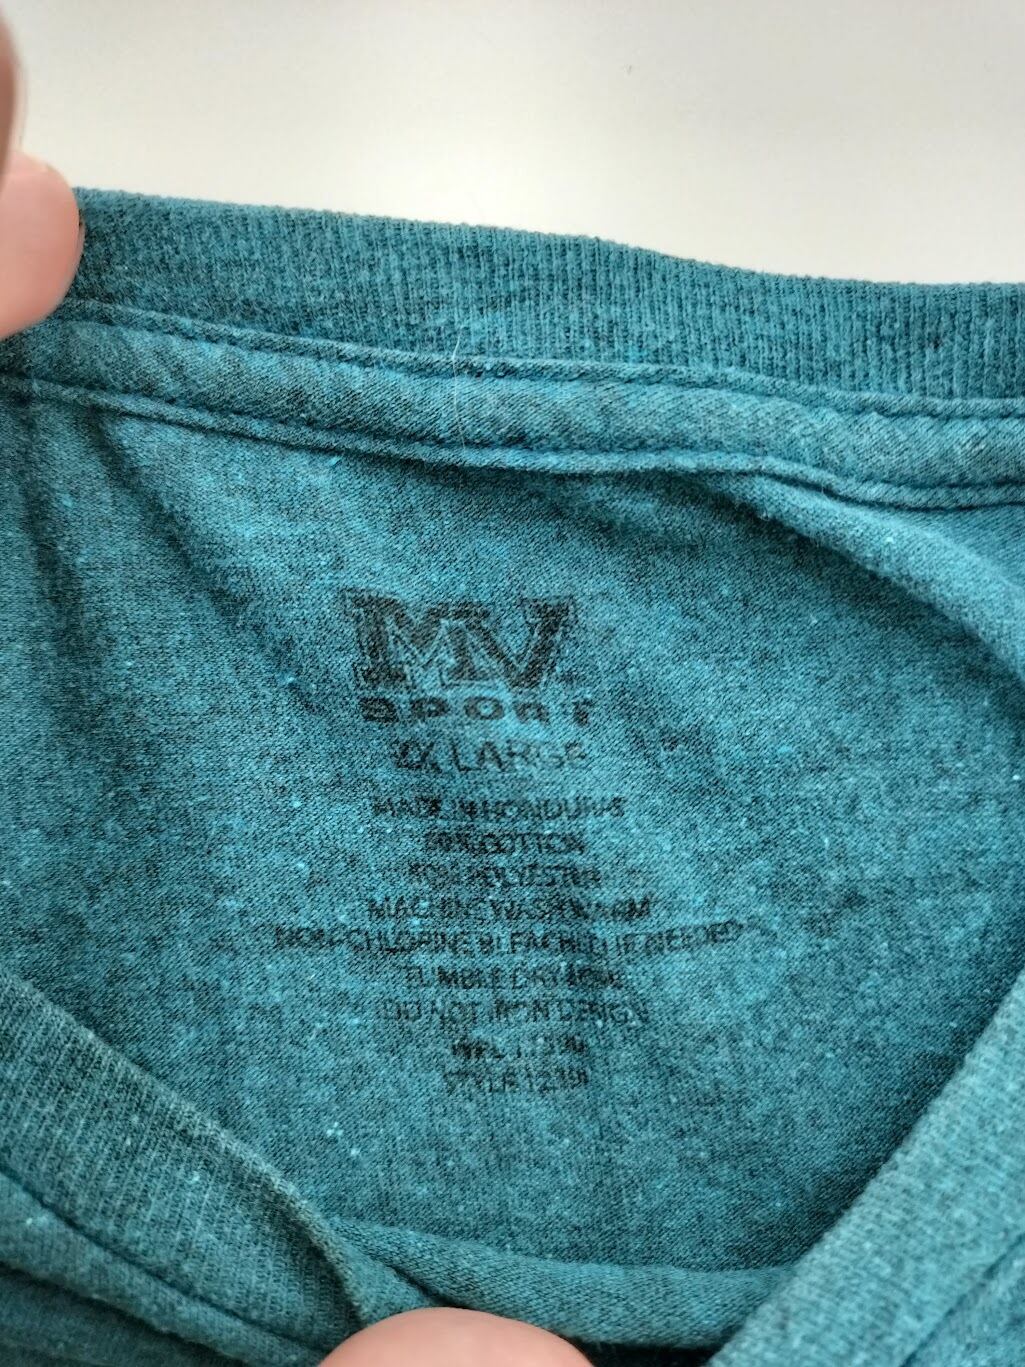 MV
SPORT
2X LARGE
MADE IN HONDURAS
COTTON
POLYESTER
MACHINE WASH WARM
NON-CHLORINE BLEACH IF NEEDED
TUMBLE DRY LOW
DO NOT IRON DESIGN
STYLE